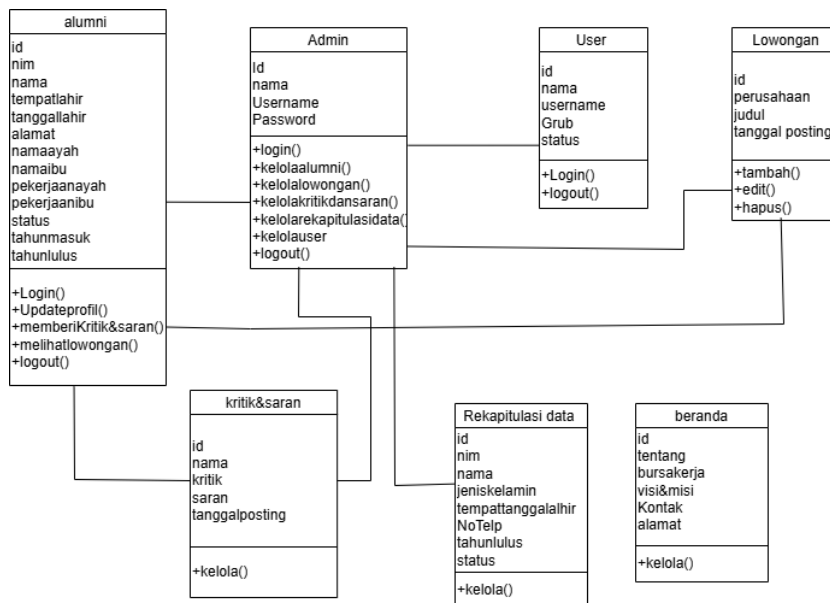 alumni
id
nim
nama
tempatlahir
tanggallahir
alamat
namaayah
namaibu
pekerjaanayah
pekerjaanibu
status
tahunmasuk
tahunlulus
+Login()
+Updateprofil()
+memberiKritik&saran()
+melihatlowongan()
+logout()
Admin
Id
nama
Username
Password
+login()
+kelolaalumni()
+kelolalowongan()
+kelolakritikdansaran()
+kelolarekapitulasidata()
+kelolauser
+logout()
User
id
nama
username
Grub
status
+Login()
+logout()
Lowongan
id
perusahaan
judul
tanggal posting
+tambah()
+edit()
+hapus()
kritik&saran
id
nama
kritik
saran
tanggalposting
+kelola()
Rekapitulasi data
id
nim
nama
jeniskelamin
tempattanggalalhir
NoTelp
tahunlulus
status
+kelola()
beranda
id
tentang
bursakerja
visi&misi
Kontak
alamat
+kelola()